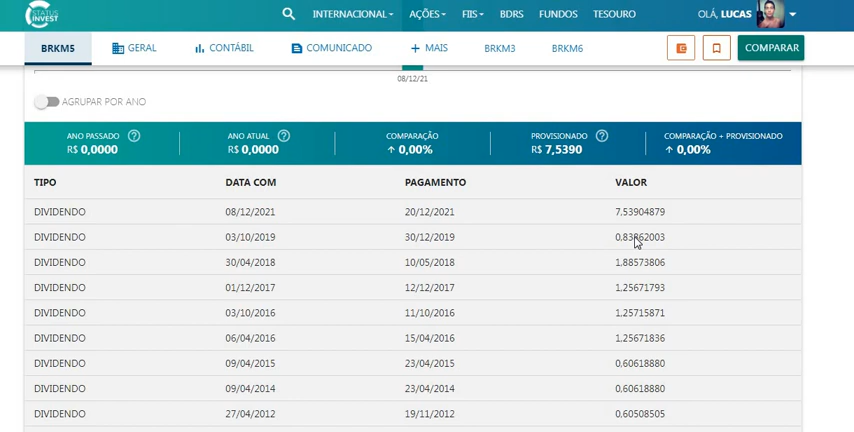 STATUS INVEST INTERNACIONAL AÇÕES FIIS BDRS FUNDOS TESOURO OLÁ, LUCAS
BRKM5 GERAL CONTÁBIL COMUNICADO + MAIS BRKM3 BRKM6 COMPARAR
08/12/21
AGRUPAR POR ANO
ANO PASSADO ? ANO ATUAL ? COMPARAÇÃO PROVISIONADO ? COMPARAÇÃO + PROVISIONADO
R$ 0,0000 R$ 0,0000 ↑ 0,00% R$ 7,5390 ↑ 0,00%
TIPO DATA COM PAGAMENTO VALOR
DIVIDENDO 08/12/2021 20/12/2021 7,53904879
DIVIDENDO 03/10/2019 30/12/2019
DIVIDENDO 30/04/2018 10/05/2018 1,88573806
DIVIDENDO 01/12/2017 12/12/2017 1,25671793
DIVIDENDO 03/10/2016 11/10/2016 1,25715871
DIVIDENDO 06/04/2016 15/04/2016 1,25671836
DIVIDENDO 09/04/2015 23/04/2015 0,60618880
DIVIDENDO 09/04/2014 23/04/2014 0,60618880
DIVIDENDO 27/04/2012 19/11/2012 0,60508505